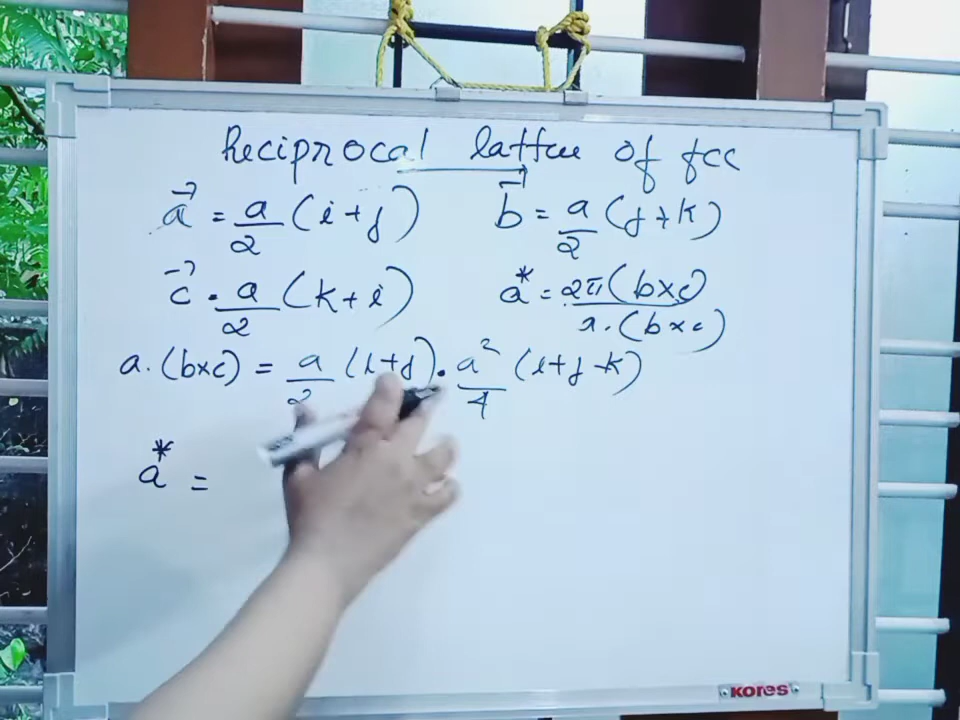 Reciprocal lattice of fcc
a⃗ = a/2 (i+j) b⃗ = a/2 (j+k)
c⃗ = a/2 (k+i) a* = 2π(b×c)/a.(b×c)
a.(b×c) = a/2 (i+j) . a²/4 (i+j-k)
a* =
KORES